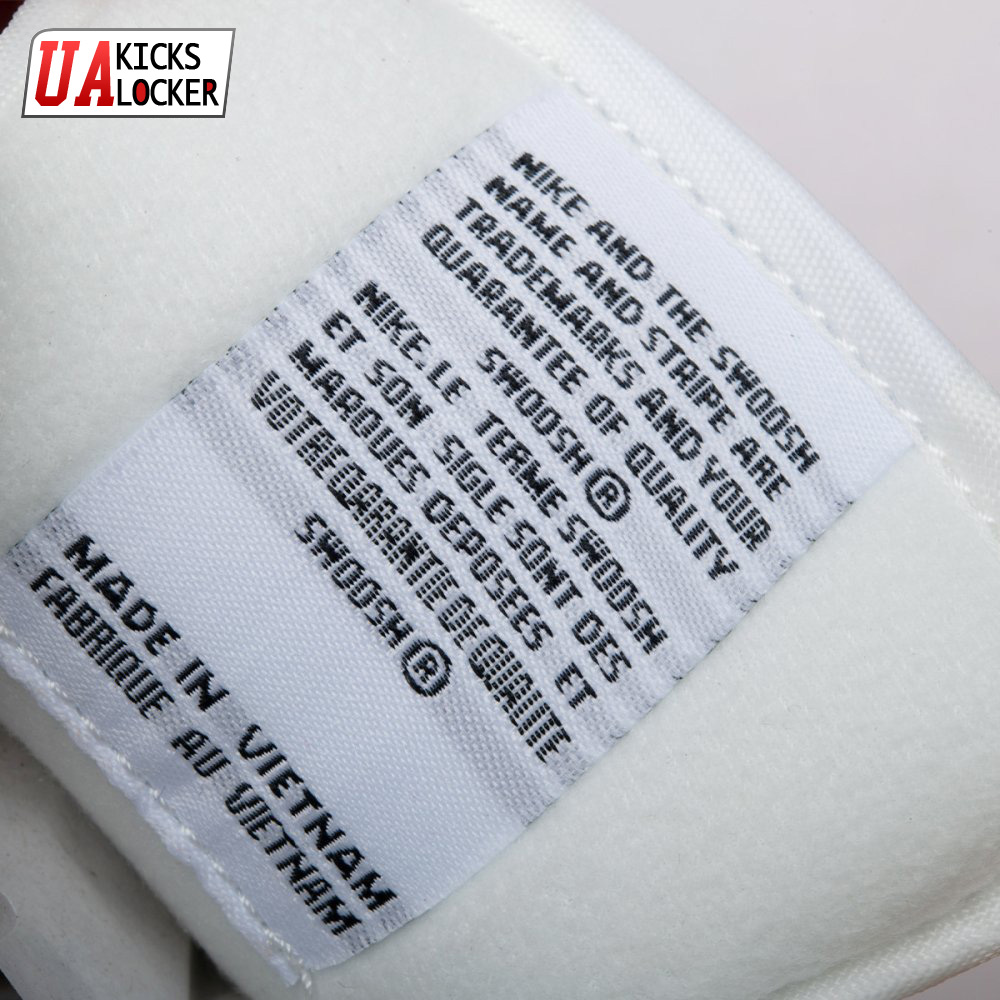 UA KICKS
LOCKER
NIKE AND THE SWOOSH
NAME AND STRIPE ARE
TRADEMARKS AND YOUR
QUARANTEE OF QUALITY
SWOOSH®
NIKE.LE TERME SWOOSH
ET SON SIGLE SONT DES
MARQUES DEPOSEES ET
VOTRE QARANTIE DE QUALITE
SWOOSH®
MADE IN VIETNAM
FABRIQUE AU VIETNAM